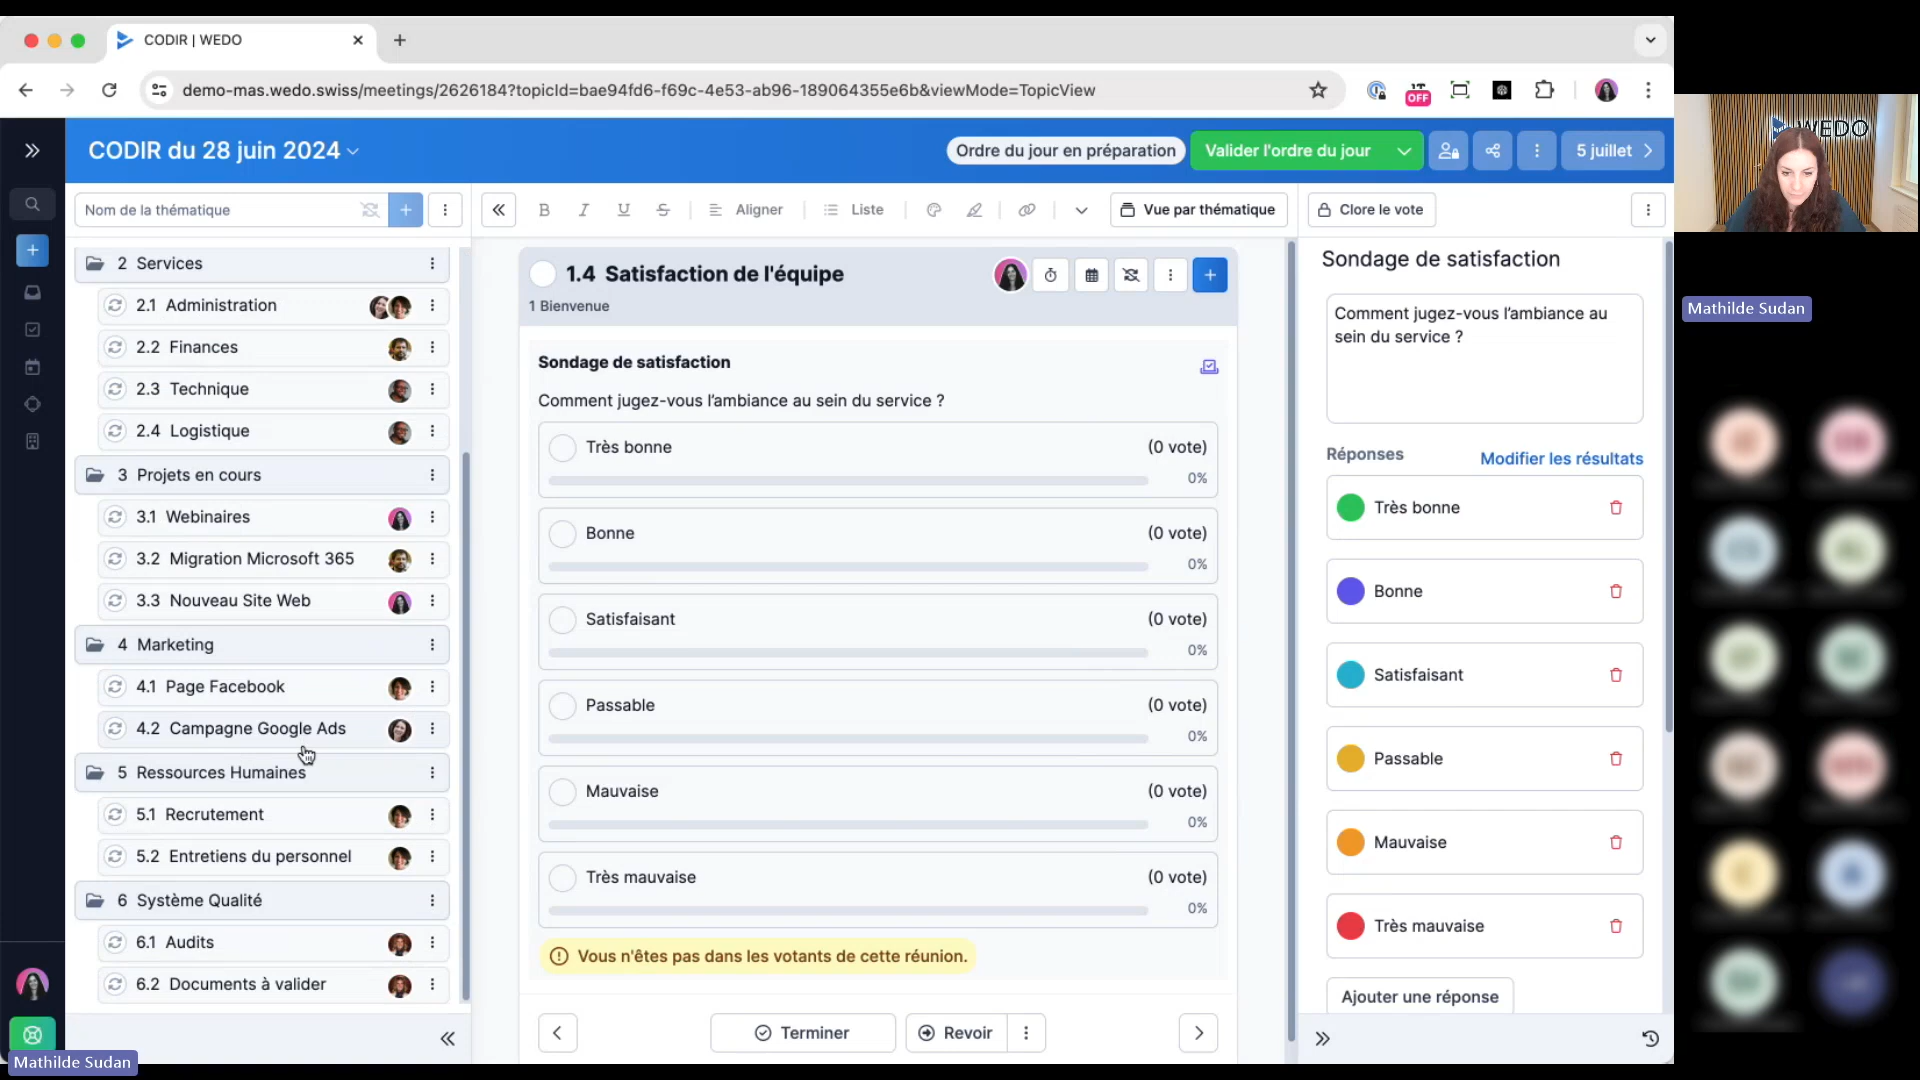 CODIR | WEDO
demo-mas.wedo.swiss/meetings/2626184?topicId=bae94fd6-f69c-4e53-ab96-189064355e6b&viewMode=TopicView
OFF
CODIR du 28 juin 2024
Ordre du jour en préparation
Valider l'ordre du jour
5 juillet
Nom de la thématique
B I U S
Aligner
Liste
Vue par thématique
Clore le vote
2 Services
2.1 Administration
2.2 Finances
2.3 Technique
2.4 Logistique
3 Projets en cours
3.1 Webinaires
3.2 Migration Microsoft 365
3.3 Nouveau Site Web
4 Marketing
4.1 Page Facebook
4.2 Campagne Google Ads
5 Ressources Humaines
5.1 Recrutement
5.2 Entretiens du personnel
6 Système Qualité
6.1 Audits
6.2 Documents à valider
1.4 Satisfaction de l'équipe
1 Bienvenue
Sondage de satisfaction
Comment jugez-vous l'ambiance au sein du service ?
Très bonne (0 vote)
0%
Bonne (0 vote)
0%
Satisfaisant (0 vote)
0%
Passable (0 vote)
0%
Mauvaise (0 vote)
0%
Très mauvaise (0 vote)
0%
Vous n'êtes pas dans les votants de cette réunion.
Terminer
Revoir
Sondage de satisfaction
Comment jugez-vous l'ambiance au
sein du service ?
Réponses
Modifier les résultats
Très bonne
Bonne
Satisfaisant
Passable
Mauvaise
Très mauvaise
Ajouter une réponse
WEDO
Mathilde Sudan
Mathilde Sudan